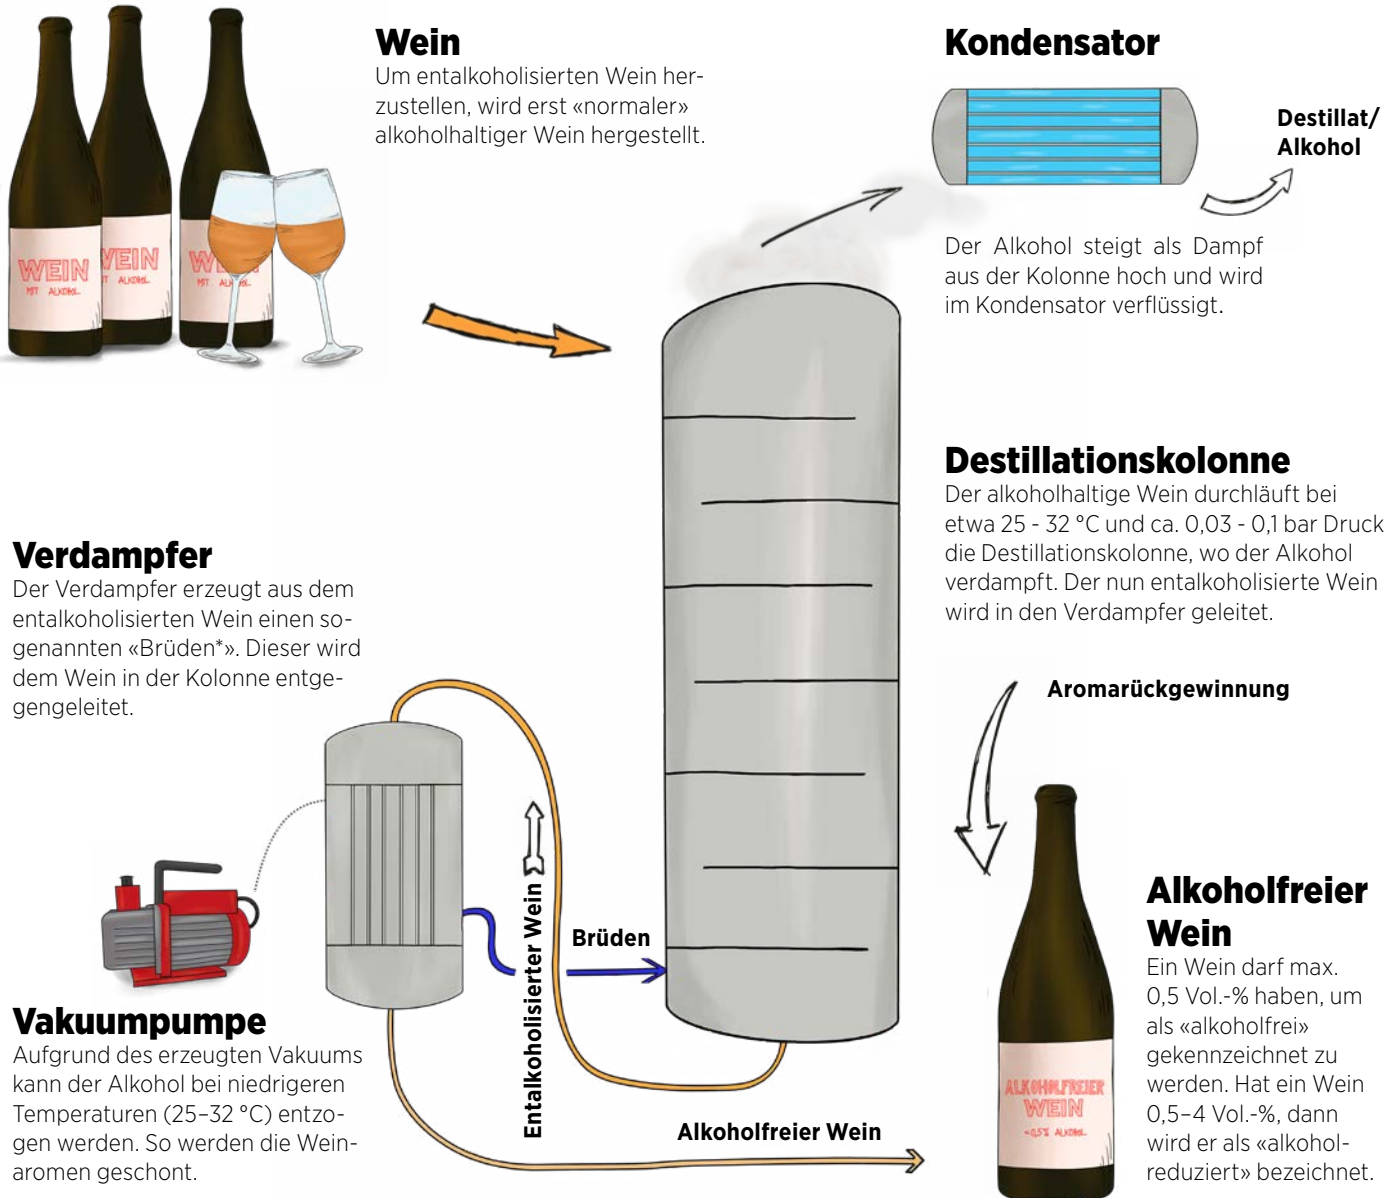 Wein
Um entalkoholisierten Wein her-
zustellen, wird erst «normaler»
alkoholhaltiger Wein hergestellt.
WEIN
MIT ALKOHOL
WEIN
ALKOHOL
Kondensator
Destillat/
Alkohol
Der Alkohol steigt als Dampf
aus der Kolonne hoch und wird
im Kondensator verflüssigt.
Destillationskolonne
Der alkoholhaltige Wein durchläuft bei
etwa 25 - 32 °C und ca. 0,03 - 0,1 bar Druck
die Destillationskolonne, wo der Alkohol
verdampft. Der nun entalkoholisierte Wein
wird in den Verdampfer geleitet.
Verdampfer
Der Verdampfer erzeugt aus dem
entalkoholisierten Wein einen so-
genannten «Brüden*». Dieser wird
dem Wein in der Kolonne entge-
gengeleitet.
Aromarückgewinnung
Entalkoholisierter Wein
Brüden
Vakuumpumpe
Aufgrund des erzeugten Vakuums
kann der Alkohol bei niedrigeren
Temperaturen (25–32 °C) entzo-
gen werden. So werden die Wein-
aromen geschont.
Alkoholfreier Wein
ALKOHOLFREIER
WEIN
~0,5% ALKOHOL
Alkoholfreier
Wein
Ein Wein darf max.
0,5 Vol.-% haben, um
als «alkoholfrei»
gekennzeichnet zu
werden. Hat ein Wein
0,5–4 Vol.-%, dann
wird er als «alkohol-
reduziert» bezeichnet.